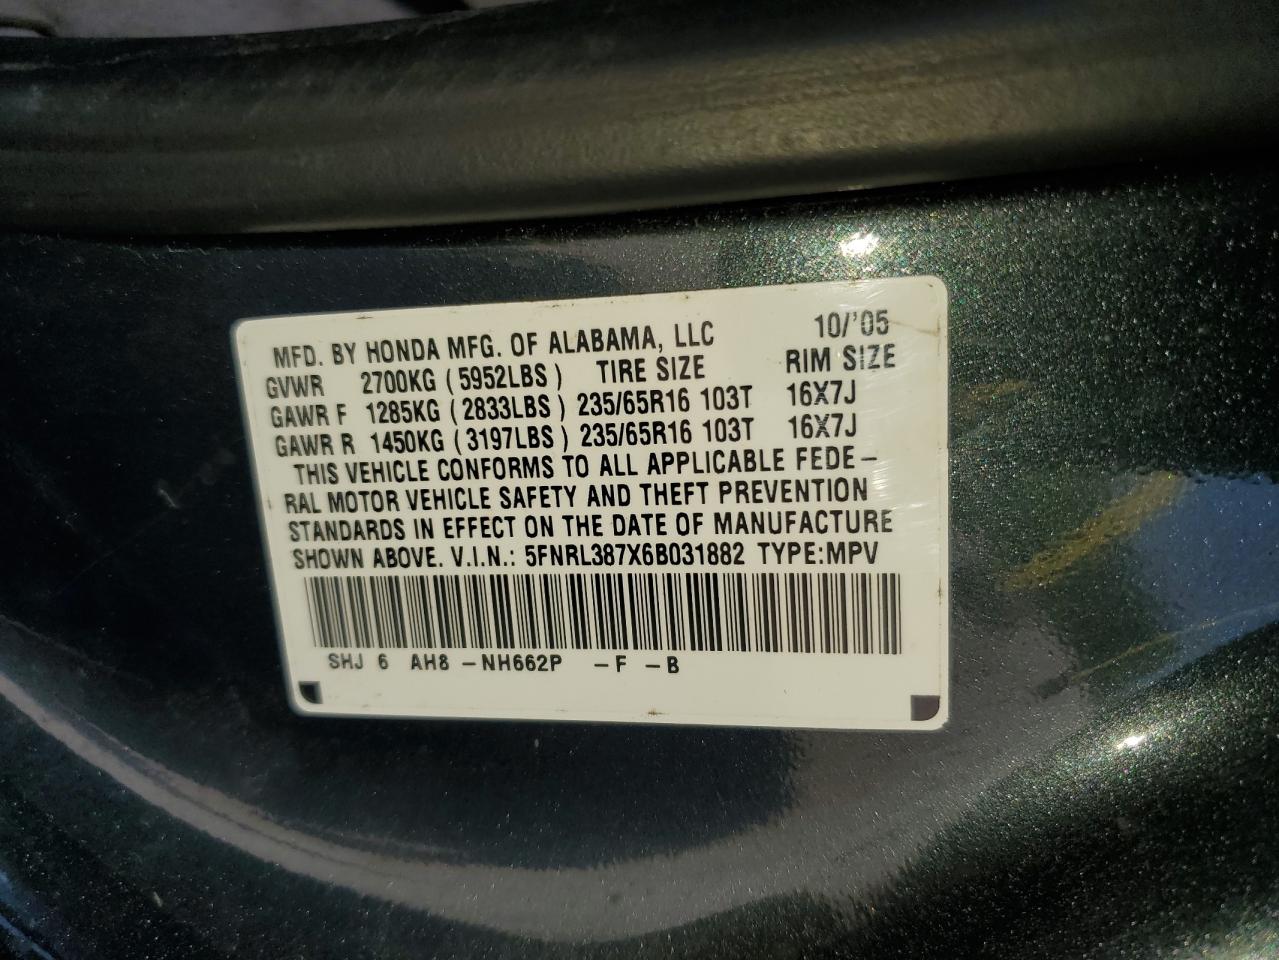 MFD. BY HONDA MFG. OF ALABAMA, LLC 10/'05
GVWR 2700KG (5952LBS) TIRE SIZE RIM SIZE
GAWR F 1285KG (2833LBS) 235/65R16 103T 16X7J
GAWR R 1450KG (3197LBS) 235/65R16 103T 16X7J
THIS VEHICLE CONFORMS TO ALL APPLICABLE FEDE-
RAL MOTOR VEHICLE SAFETY AND THEFT PREVENTION
STANDARDS IN EFFECT ON THE DATE OF MANUFACTURE
SHOWN ABOVE. V.I.N.: 5FNRL387X6B031882 TYPE:MPV
SHJ 6 AH8 -NH662P -F -B